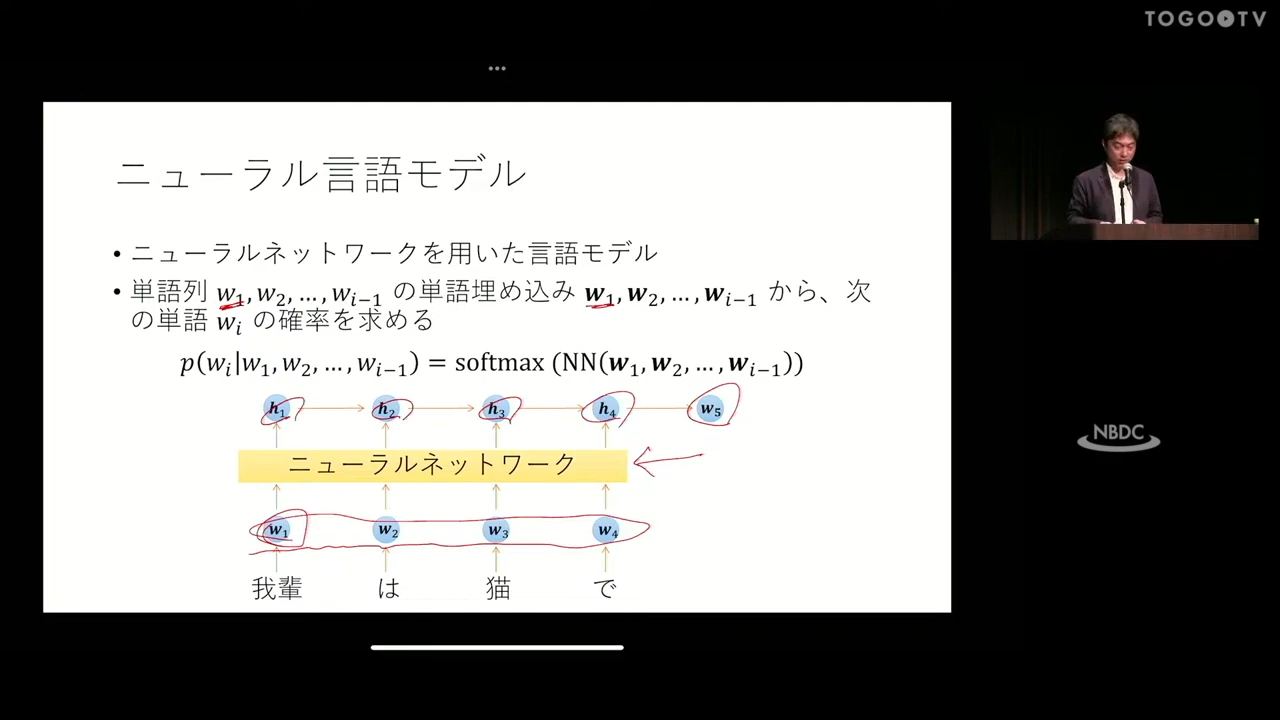 TOGO TV
ニューラル言語モデル
• ニューラルネットワークを用いた言語モデル
• 単語列 w₁, w₂, …, wᵢ₋₁ の単語埋め込み w₁, w₂, …, wᵢ₋₁ から、次
の単語 wᵢ の確率を求める
p(wᵢ|w₁, w₂, …, wᵢ₋₁) = softmax (NN(w₁, w₂, …, wᵢ₋₁))
h₁ h₂ h₃ h₄ w₅
ニューラルネットワーク
w₁ w₂ w₃ w₄
我輩 は 猫 で
NBDC